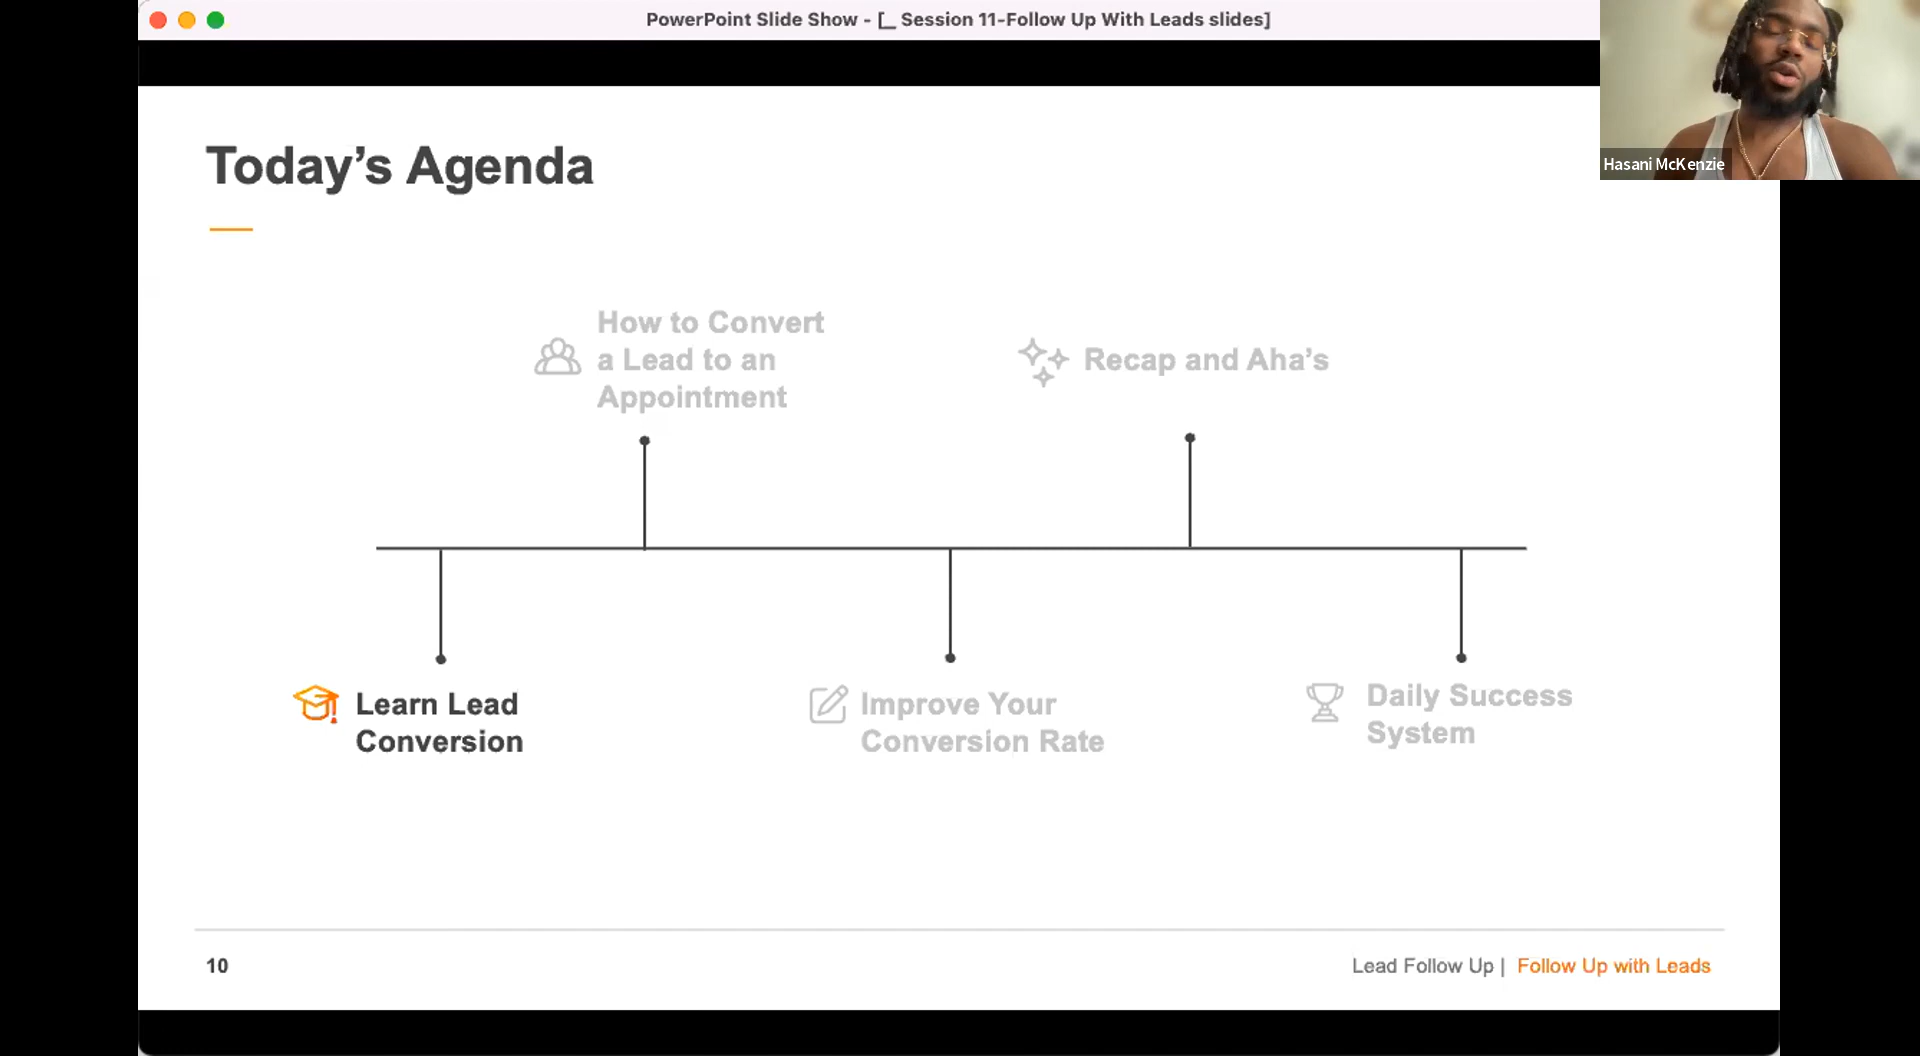 PowerPoint Slide Show - [_ Session 11-Follow Up With Leads slides]
Hasani McKenzie
Today’s Agenda
How to Convert
a Lead to an
Appointment
Recap and Aha’s
Learn Lead
Conversion
Improve Your
Conversion Rate
Daily Success
System
10
Lead Follow Up | Follow Up with Leads